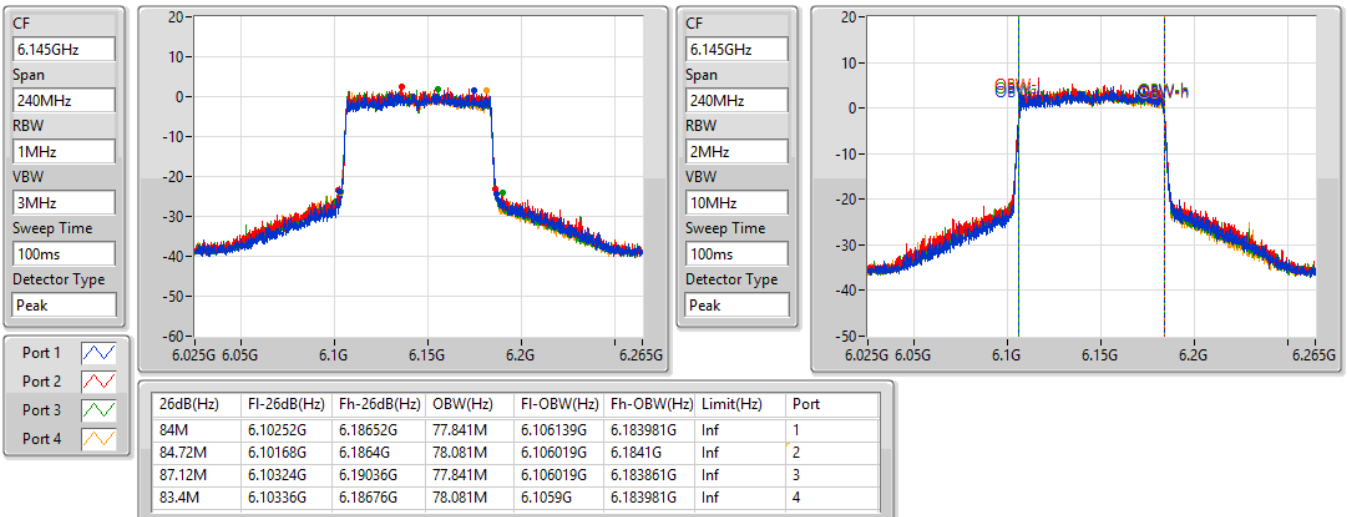 CF
6.145GHz
Span
240MHz
RBW
1MHz
VBW
3MHz
Sweep Time
100ms
Detector Type
Peak
20
10
0
-10
-20
-30
-40
-50
-60
6.025G 6.05G 6.1G 6.15G 6.2G 6.265G
CF
6.145GHz
Span
240MHz
RBW
2MHz
VBW
10MHz
Sweep Time
100ms
Detector Type
Peak
20
10
0
-10
-20
-30
-40
-50
OBW-l OBW-h
6.025G 6.05G 6.1G 6.15G 6.2G 6.265G
Port 1
Port 2
Port 3
Port 4
26dB(Hz) Fl-26dB(Hz) Fh-26dB(Hz) OBW(Hz) Fl-OBW(Hz) Fh-OBW(Hz) Limit(Hz) Port
84M 6.10252G 6.18652G 77.841M 6.106139G 6.183981G Inf 1
84.72M 6.10168G 6.1864G 78.081M 6.106019G 6.1841G Inf 2
87.12M 6.10324G 6.19036G 77.841M 6.106019G 6.183861G Inf 3
83.4M 6.10336G 6.18676G 78.081M 6.1059G 6.183981G Inf 4